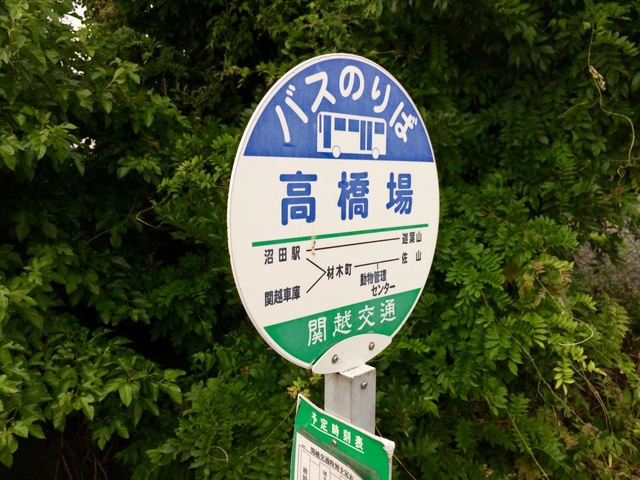 バスのりば
高橋場
沼田駅 迦葉山
材木町 佐山
関越車庫 動物管理
センター
関越交通
予定時刻表